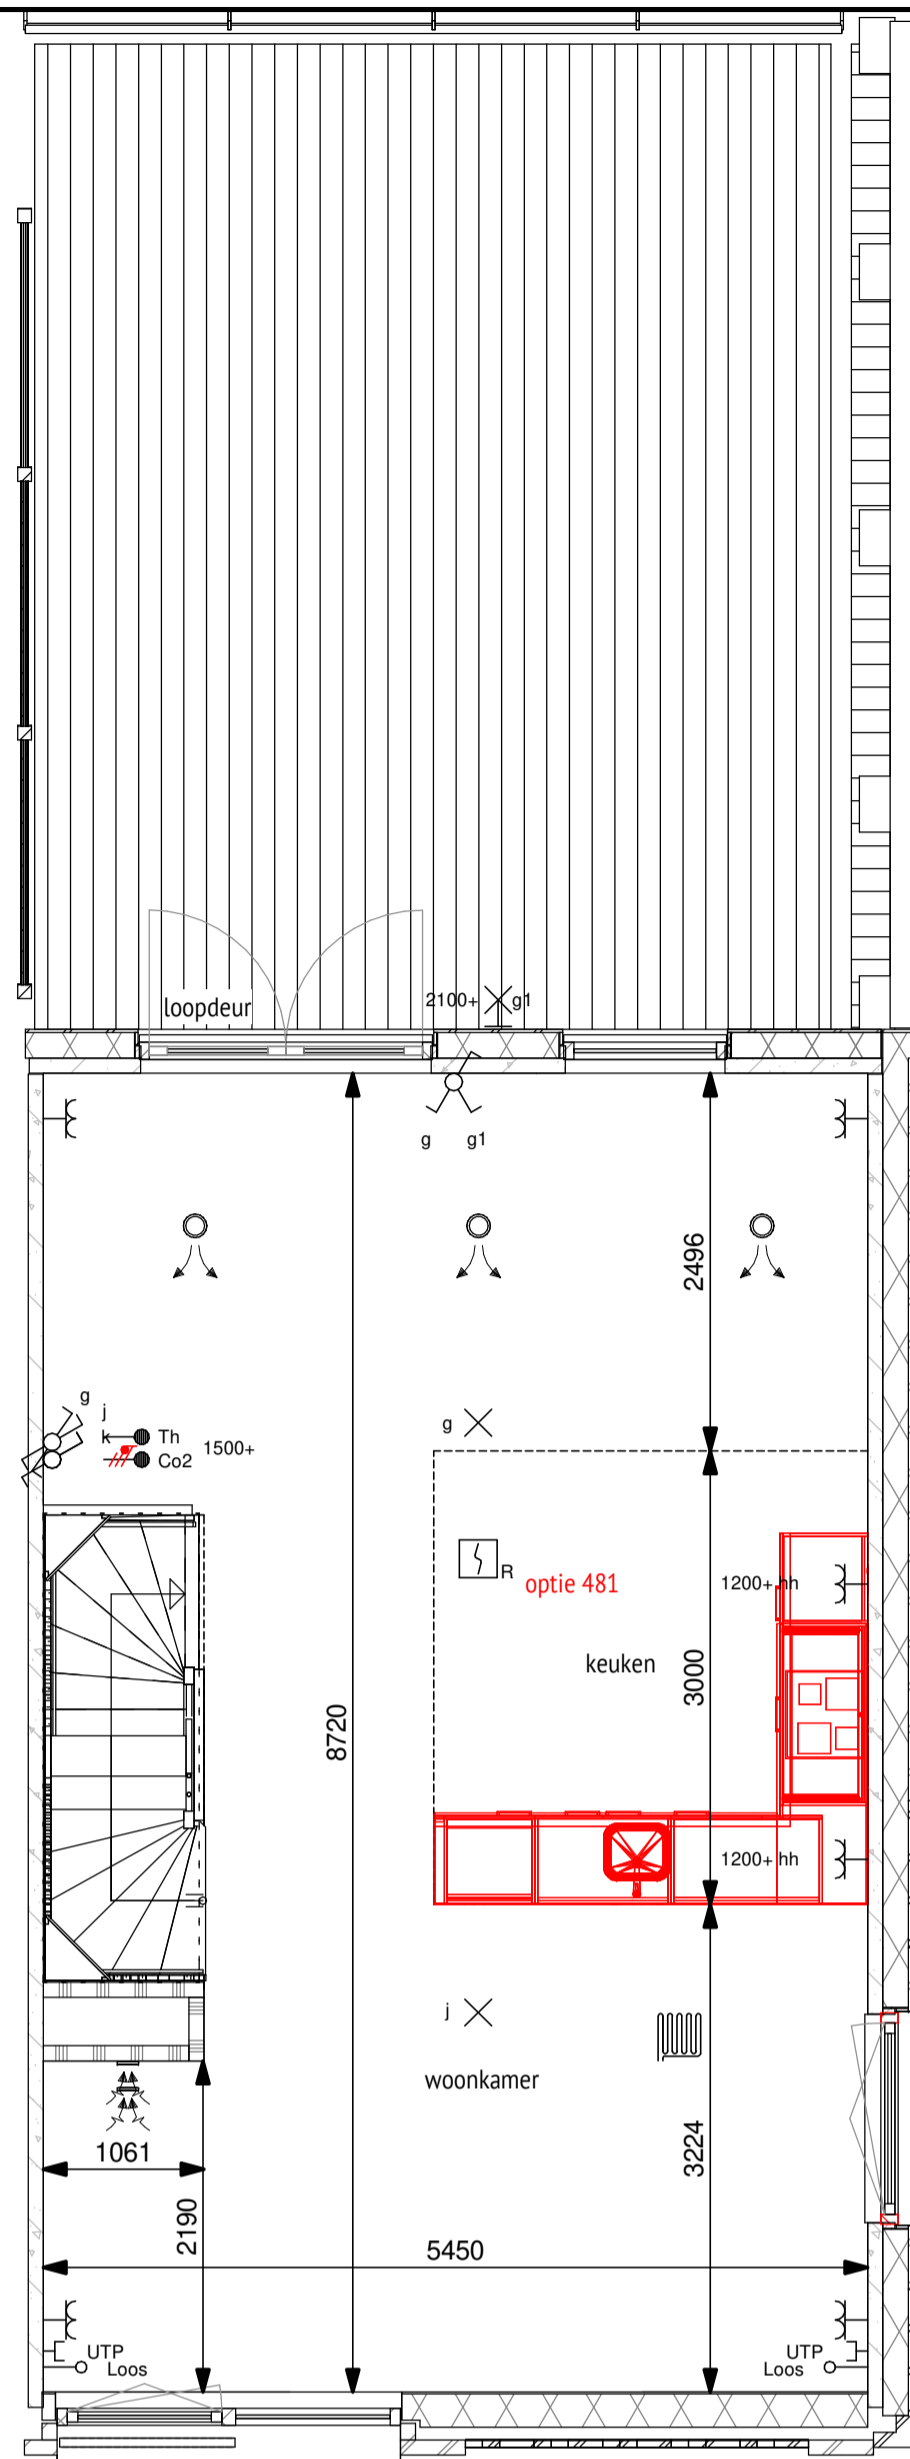 loopdeur
2100+ g1
g g1
2496
g
j
k Th
Co2 1500+
g
R
optie 481
1200+ hh
keuken
3000
8720
1200+ hh
j
woonkamer
3224
1061
2190
5450
UTP
Loos
UTP
Loos